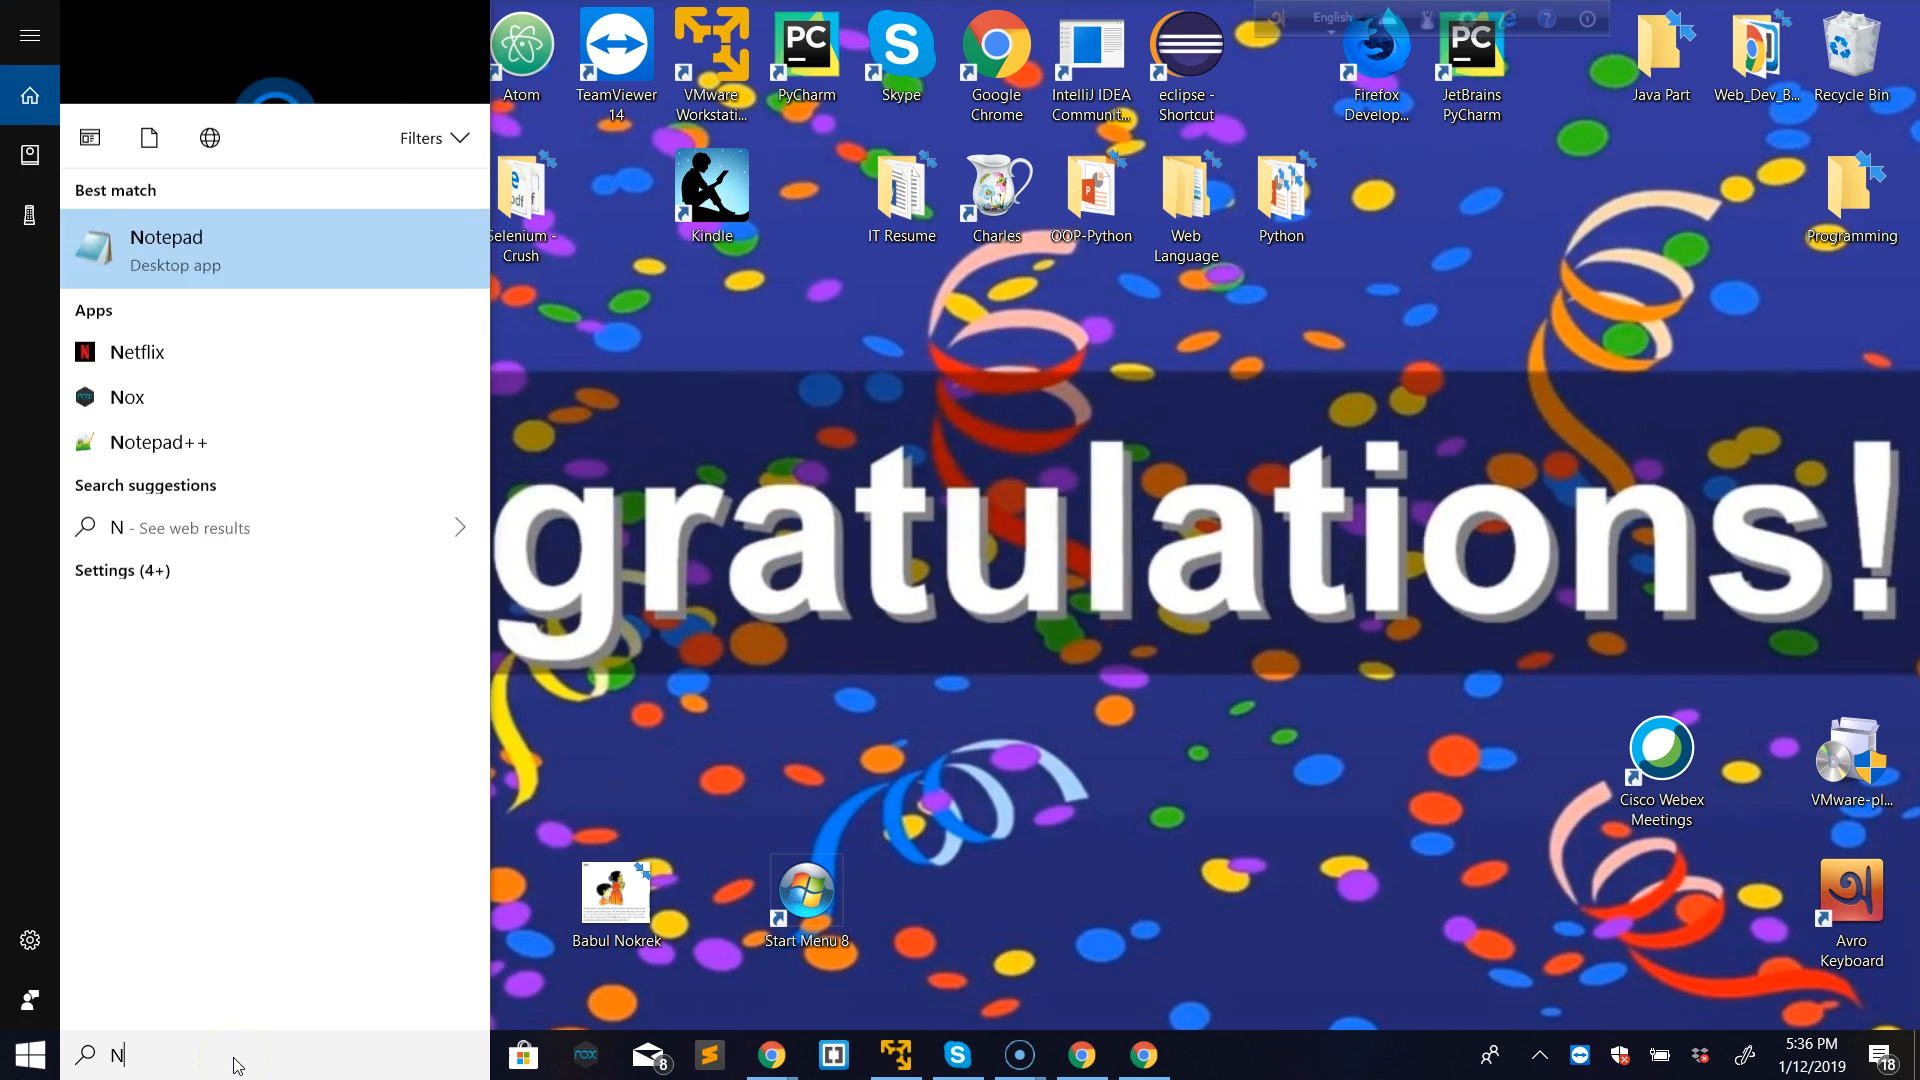 Filters
Best match
Notepad
Desktop app
Apps
Netflix
Nox
Notepad++
Search suggestions
N - See web results
Settings (4+)
N
Atom
TeamViewer
14
VMware
Workstati...
PyCharm
Skype
Google
Chrome
IntelliJ IDEA
Communit...
eclipse -
Shortcut
English
Firefox
Develop...
JetBrains
PyCharm
Java Part
Web_Dev_B...
Recycle Bin
Selenium -
Crush
Kindle
IT Resume
Charles
OOP-Python
Web
Language
Python
Programming
gratulations!
Cisco Webex
Meetings
VMware-pl...
Babul Nokrek
Start Menu 8
Avro
Keyboard
8
5:36 PM
1/12/2019
18